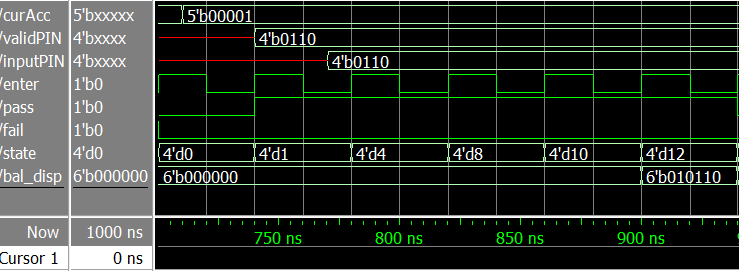 /curAcc 5'bxxxxx 5'b00001
/validPIN 4'bxxxx 4'b0110
/inputPIN 4'bxxxx 4'b0110
/enter 1'b0
/pass 1'b0
/fail 1'b0
/state 4'd0 4'd0 4'd1 4'd4 4'd8 4'd10 4'd12
/bal_disp 6'b000000 6'b000000 6'b010110
Now 1000 ns 750 ns 800 ns 850 ns 900 ns
Cursor 1 0 ns